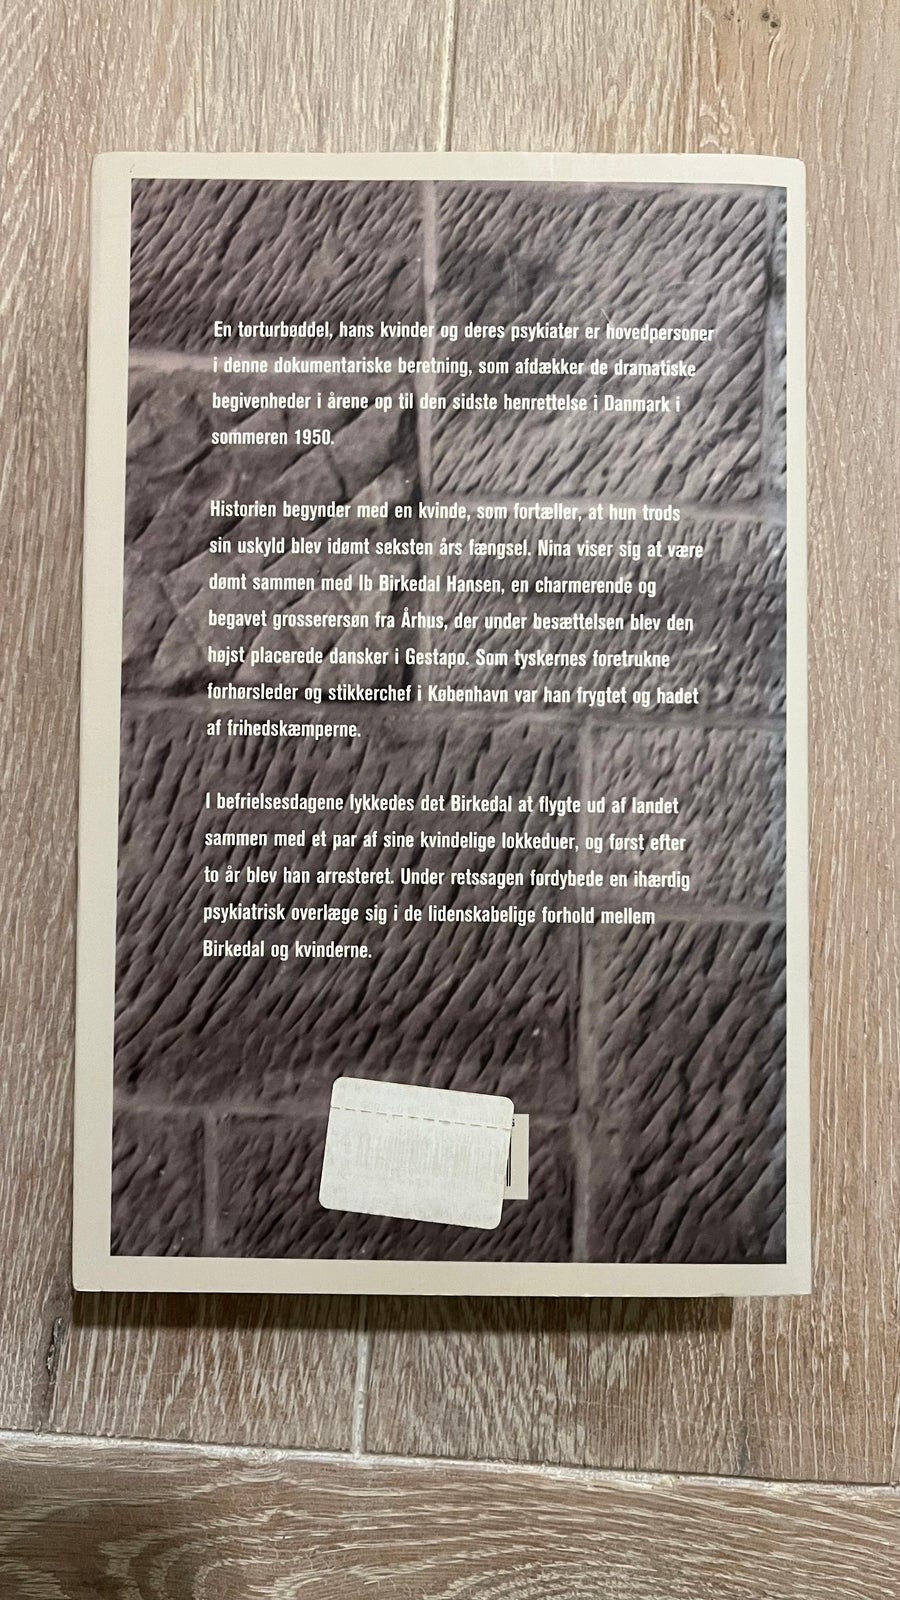 En torturbøddel, hans kvinder og deres psykiater er hovedpersoner
i denne dokumentariske beretning, som afdækker de dramatiske
begivenheder i årene op til den sidste henrettelse i Danmark i
sommeren 1950.
Historien begynder med en kvinde, som fortæller, at hun trods
sin uskyld blev idømt seksten års fængsel. Nina viser sig at være
dømt sammen med Ib Birkedal Hansen, en charmerende og
begavet grosserersøn fra Århus, der under besættelsen blev den
højst placerede dansker i Gestapo. Som tyskernes foretrukne
forhørsleder og stikkerchef i København var han frygtet og hadet
af frihedskæmperne.
I befrielsesdagene lykkedes det Birkedal at flygte ud af landet
sammen med et par af sine kvindelige lokkeduer, og først efter
to år blev han arresteret. Under retssagen fordybede en ihærdig
psykiatrisk overlæge sig i de lidenskabelige forhold mellem
Birkedal og kvinderne.